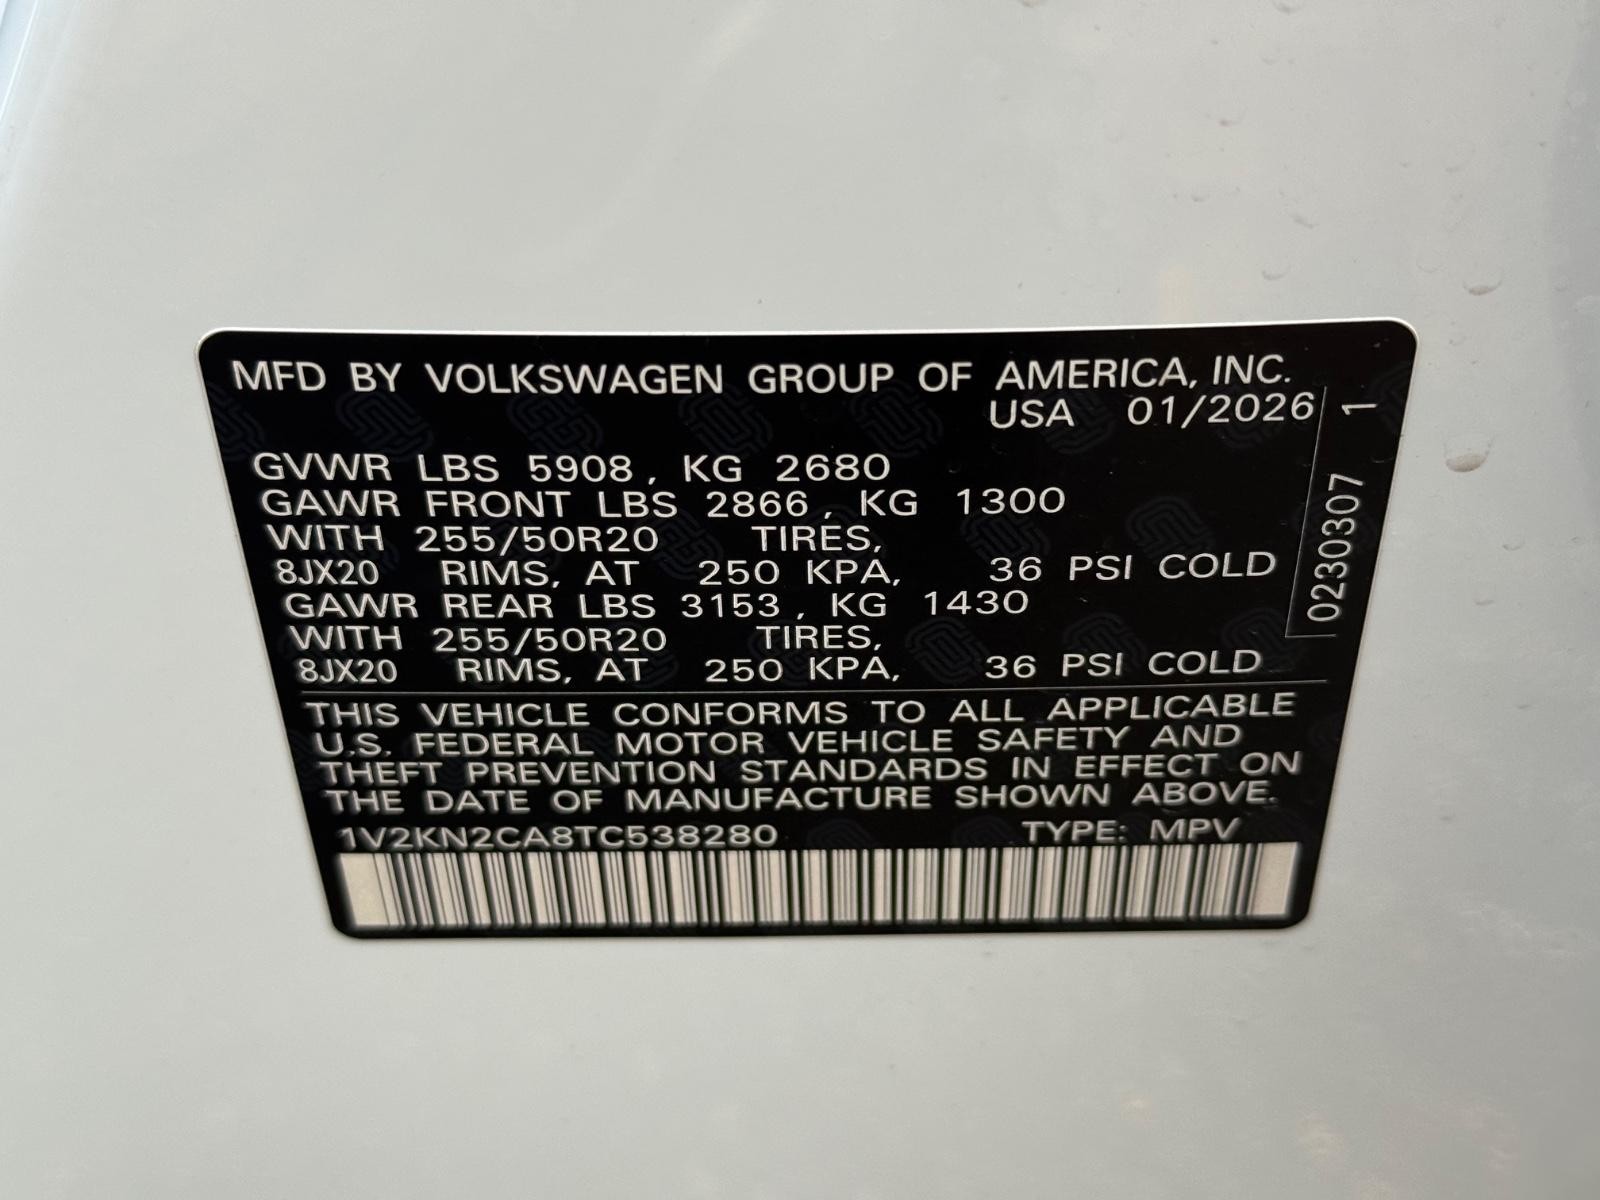 MFD BY VOLKSWAGEN GROUP OF AMERICA, INC.
USA 01/2026
GVWR LBS 5908, KG 2680
GAWR FRONT LBS 2866, KG 1300
WITH 255/50R20 TIRES,
8JX20 RIMS, AT 250 KPA, 36 PSI COLD
GAWR REAR LBS 3153, KG 1430
WITH 255/50R20 TIRES,
8JX20 RIMS, AT 250 KPA, 36 PSI COLD
0230307 1
THIS VEHICLE CONFORMS TO ALL APPLICABLE
U.S. FEDERAL MOTOR VEHICLE SAFETY AND
THEFT PREVENTION STANDARDS IN EFFECT ON
THE DATE OF MANUFACTURE SHOWN ABOVE.
1V2KN2CA8TC538280 TYPE: MPV